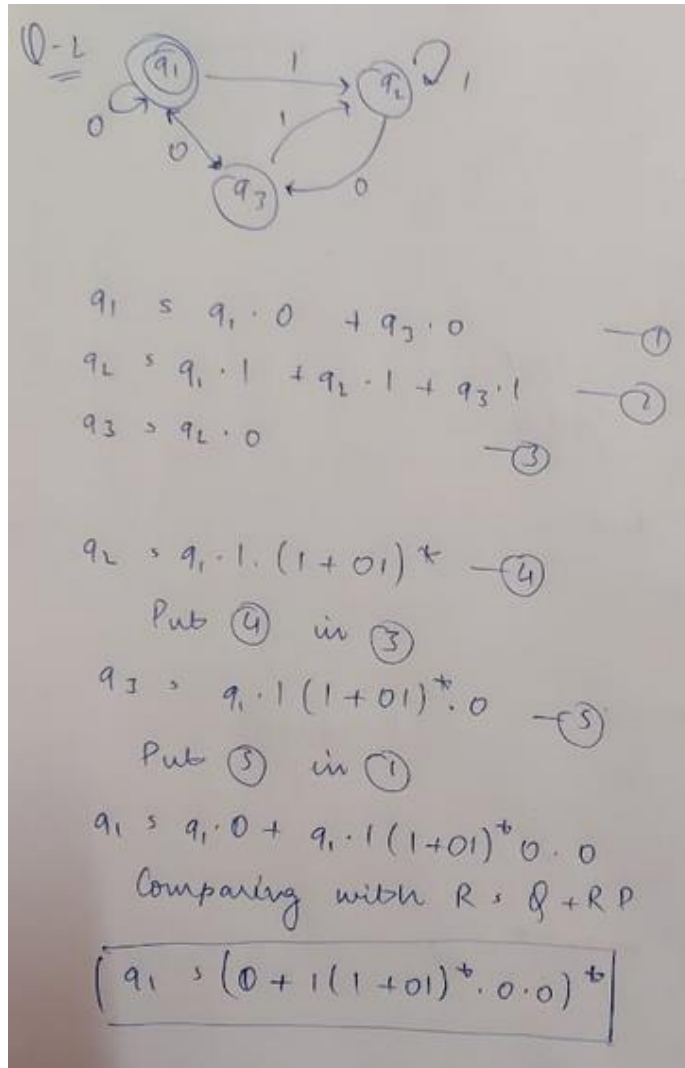 Q-2
q1 1 q2 1
0 0 1
q3 0
q1 = q1 . 0 + q3 . 0 — ①
q2 = q1 . 1 + q2 . 1 + q3 . 1 — ②
q3 = q2 . 0 — ③
q2 = q1 . 1 . (1 + 01)* — ④
Put ④ in ③
q3 = q1 . 1 (1 + 01)* . 0 — ⑤
Put ⑤ in ①
q1 = q1 . 0 + q1 . 1 (1 + 01)* 0 . 0
Comparing with R = Q + RP
q1 = (0 + 1 (1 + 01)* . 0 . 0)*